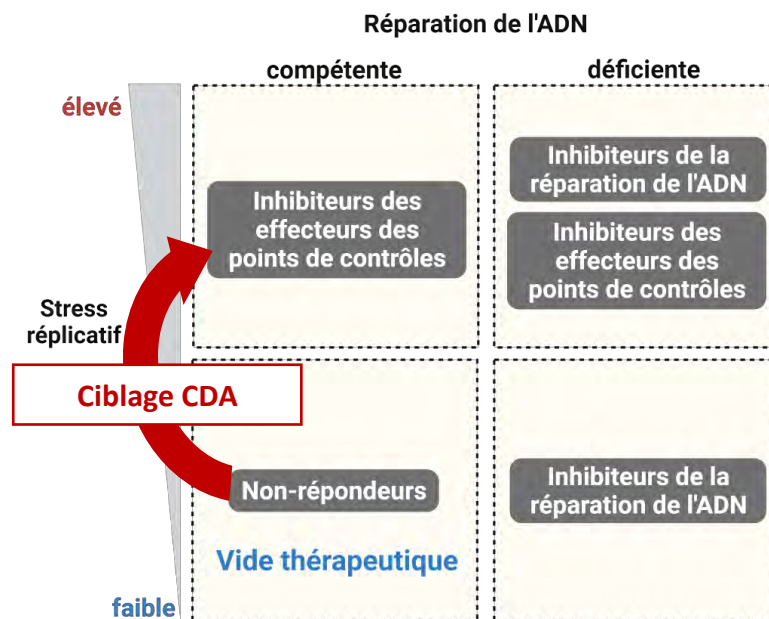 Réparation de l'ADN
compétente
déficiente
élevé
Inhibiteurs des
effecteurs des
points de contrôles
Inhibiteurs de la
réparation de l'ADN
Inhibiteurs des
effecteurs des
points de contrôles
Stress
réplicatif
Ciblage CDA
Non-répondeurs
Vide thérapeutique
Inhibiteurs de la
réparation de l'ADN
faible